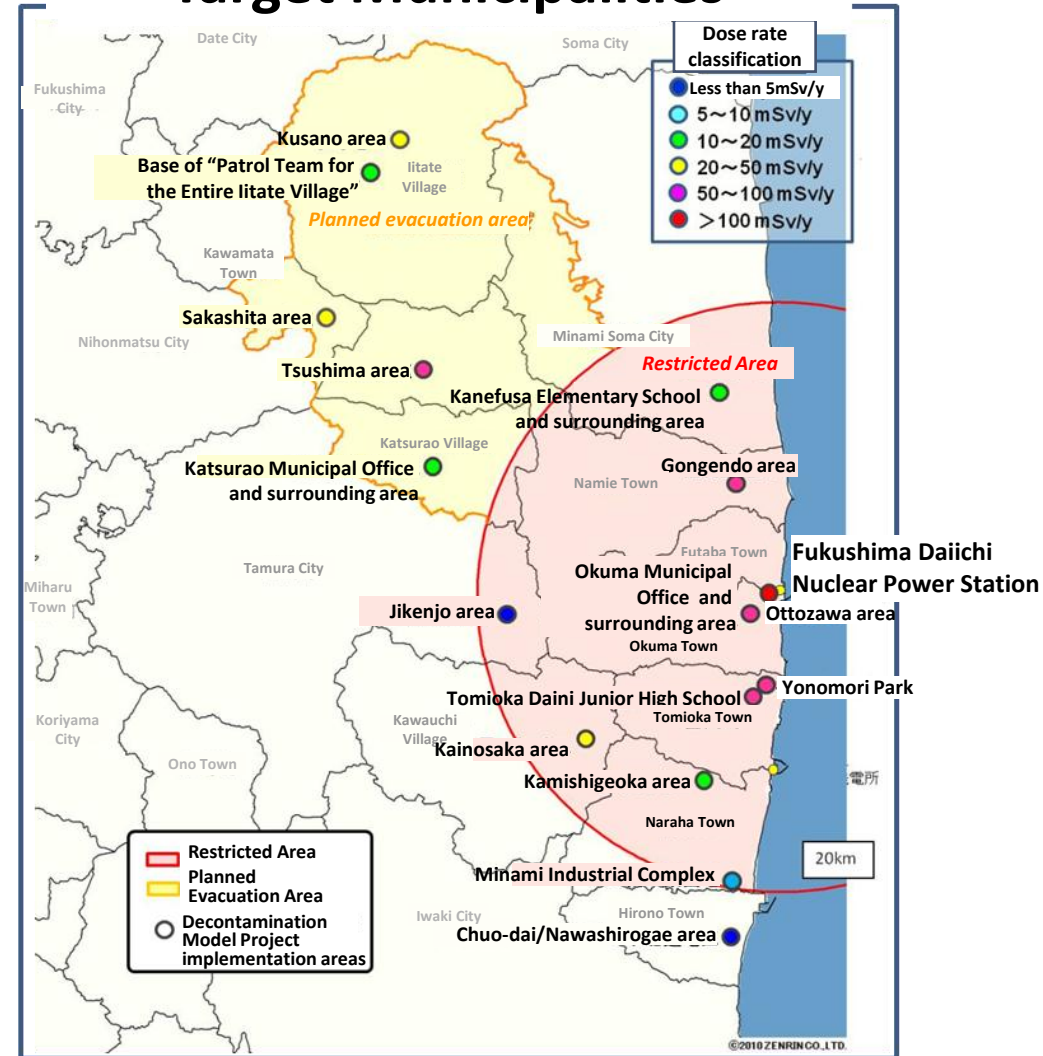 Target Municipalities
Date City
Soma City
Dose rate
classification
Less than 5mSv/y
5～10 mSv/y
10～20 mSv/y
20～50 mSv/y
50～100 mSv/y
＞100 mSv/y
Fukushima
City
Kusano area
Base of “Patrol Team for
the Entire Iitate Village”
Iitate
Village
Planned evacuation area
Kawamata
Town
Sakashita area
Nihonmatsu City
Minami Soma City
Restricted Area
Tsushima area
Kanefusa Elementary School
and surrounding area
Katsurao Village
Katsurao Municipal Office
and surrounding area
Gongendo area
Namie Town
Futaba Town
Fukushima Daiichi
Nuclear Power Station
Tamura City
Miharu
Town
Okuma Municipal
Office and
surrounding area
Jikenjo area
Ottozawa area
Okuma Town
Yonomori Park
Tomioka Daini Junior High School
Tomioka Town
Koriyama
City
Kawauchi
Village
Ono Town
Kainosaka area
Kamishigeoka area
電所
Naraha Town
20km
Restricted Area
Planned
Evacuation Area
Decontamination
Model Project
implementation areas
Minami Industrial Complex
Iwaki City
Hirono Town
Chuo-dai/Nawashirogae area
©2010 ZENRIN CO.,LTD.